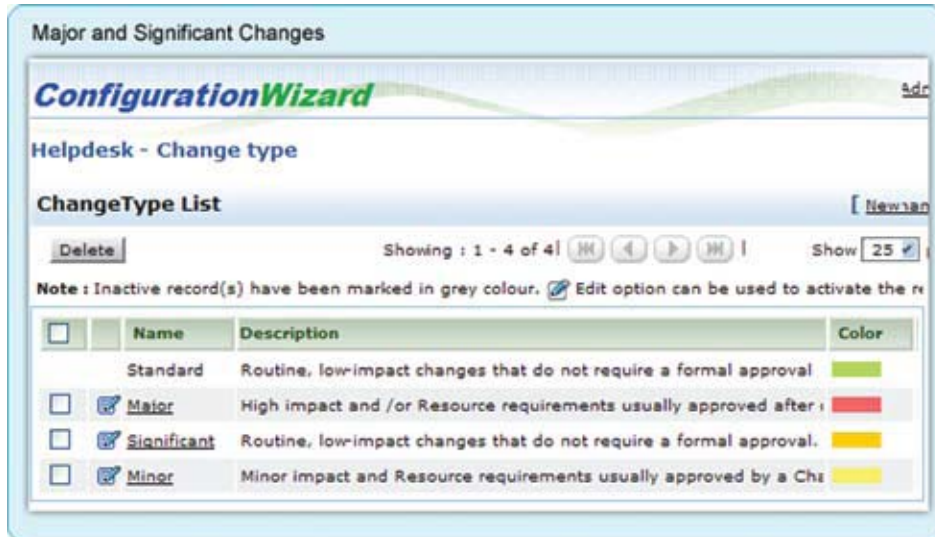 Major and Significant Changes
ConfigurationWizard
Helpdesk - Change type
ChangeType List [ New
Delete Showing : 1 - 4 of 4 | | Show 25
Note : Inactive record(s) have been marked in grey colour. Edit option can be used to activate the
Name Description Color
Standard Routine, low-impact changes that do not require a formal approval
Major High impact and /or Resource requirements usually approved after
Significant Routine, low-impact changes that do not require a formal approval.
Minor Minor impact and Resource requirements usually approved by a